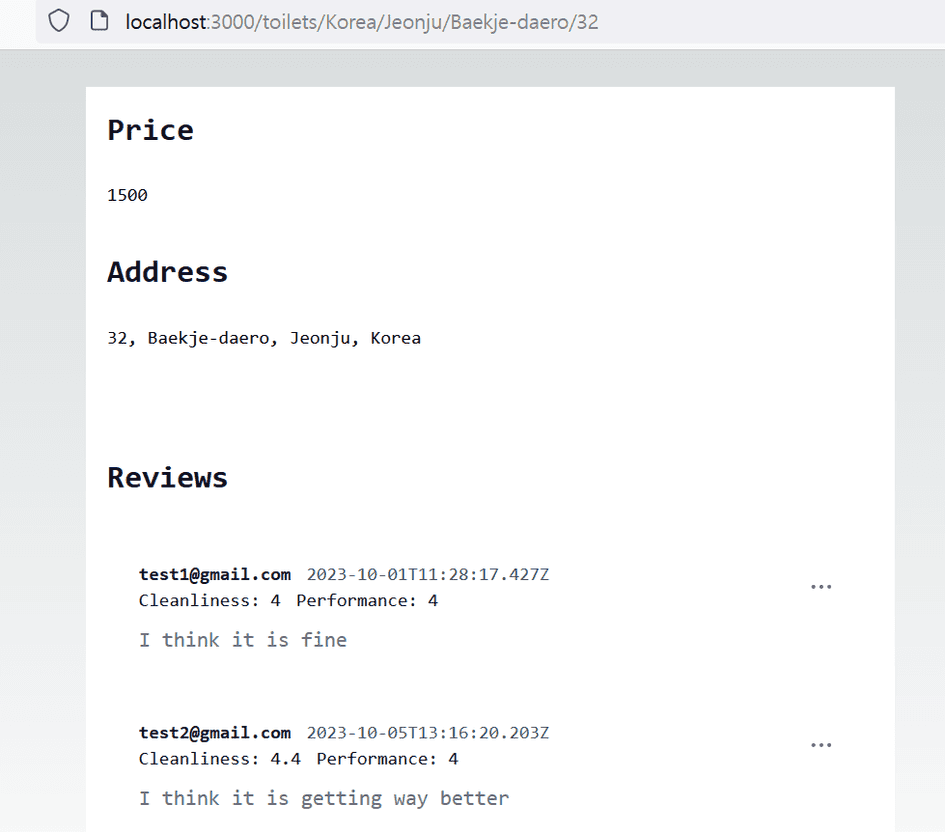 localhost:3000/toilets/Korea/Jeonju/Baekje-daero/32
Price
1500
Address
32, Baekje-daero, Jeonju, Korea
Reviews
test1@gmail.com 2023-10-01T11:28:17.427Z
Cleanliness: 4 Performance: 4
I think it is fine
test2@gmail.com 2023-10-05T13:16:20.203Z
Cleanliness: 4.4 Performance: 4
I think it is getting way better